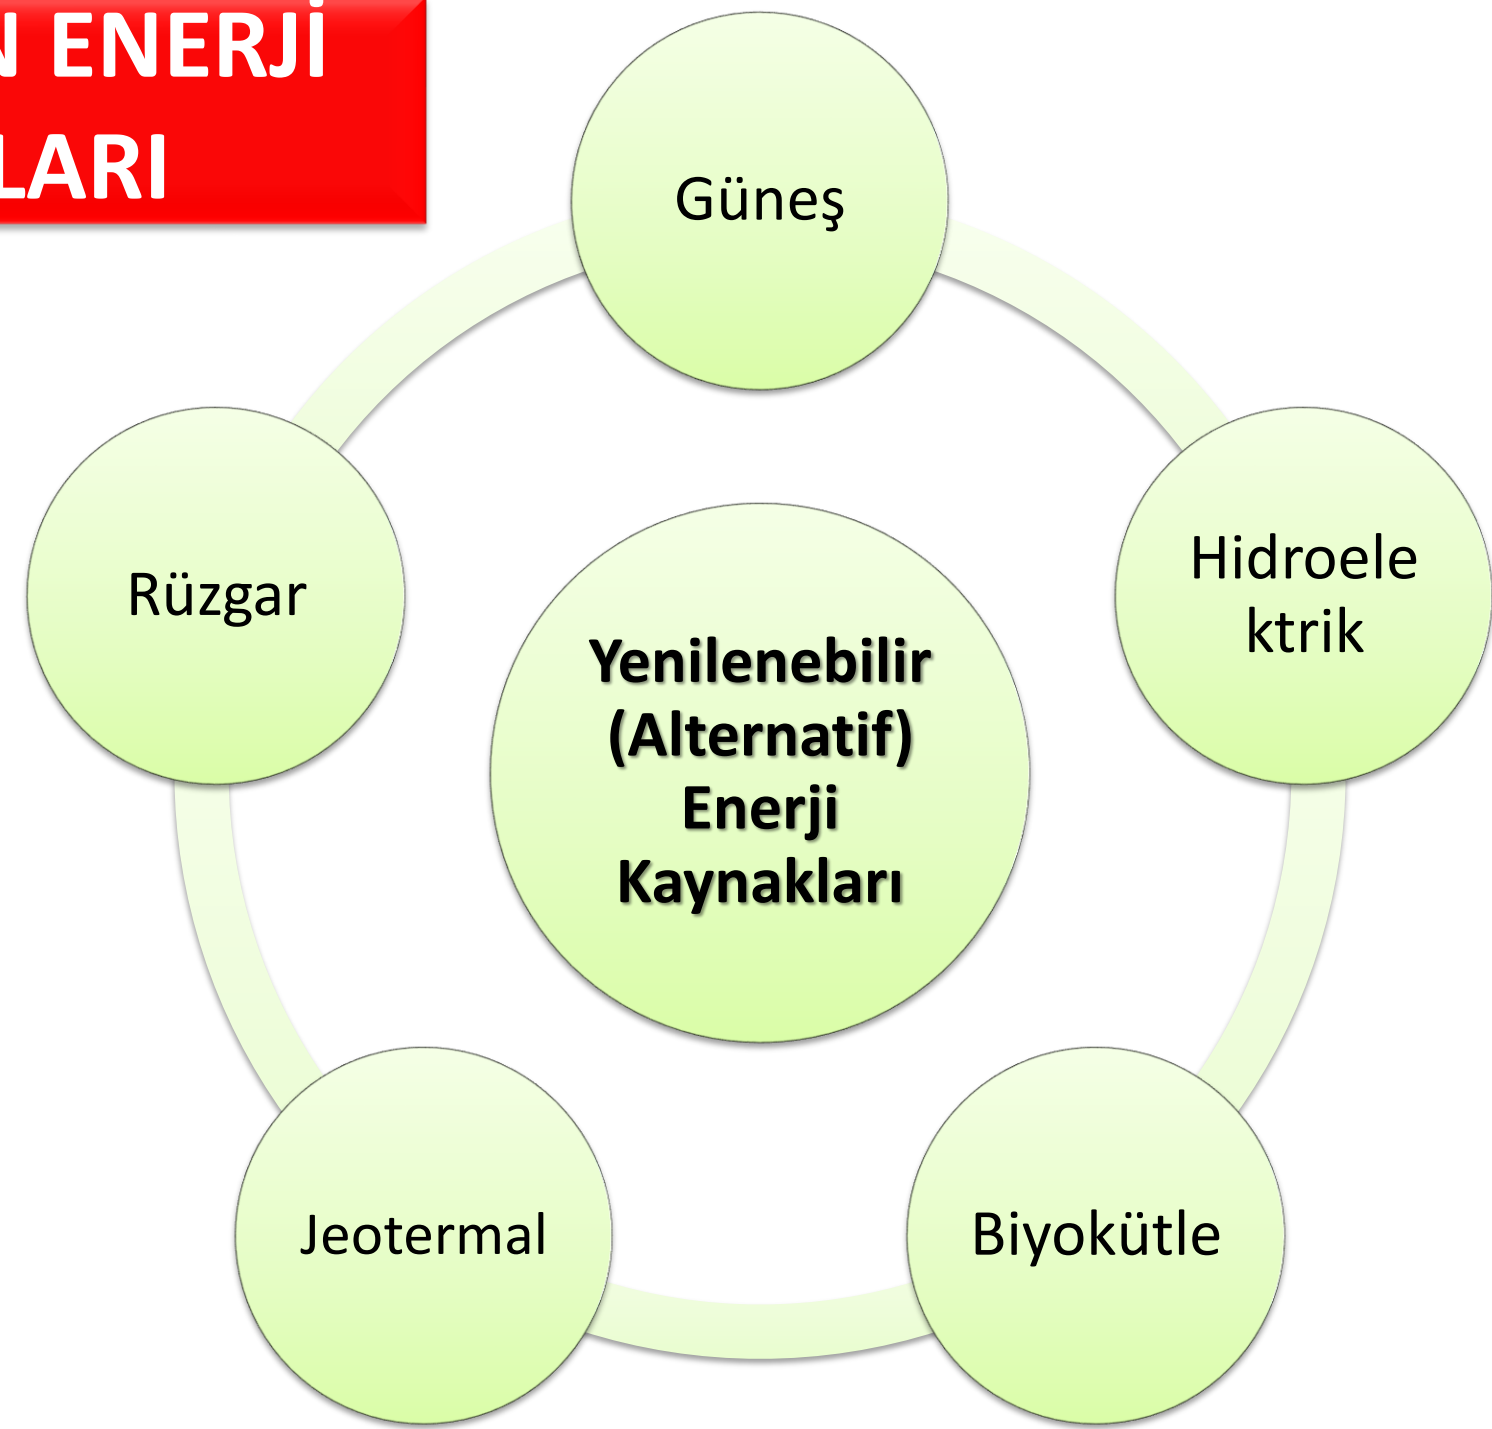 ENERJİ
LARI
Güneş
Hidroele
ktrik
Rüzgar
Yenilenebilir
(Alternatif)
Enerji
Kaynakları
Jeotermal
Biyokütle